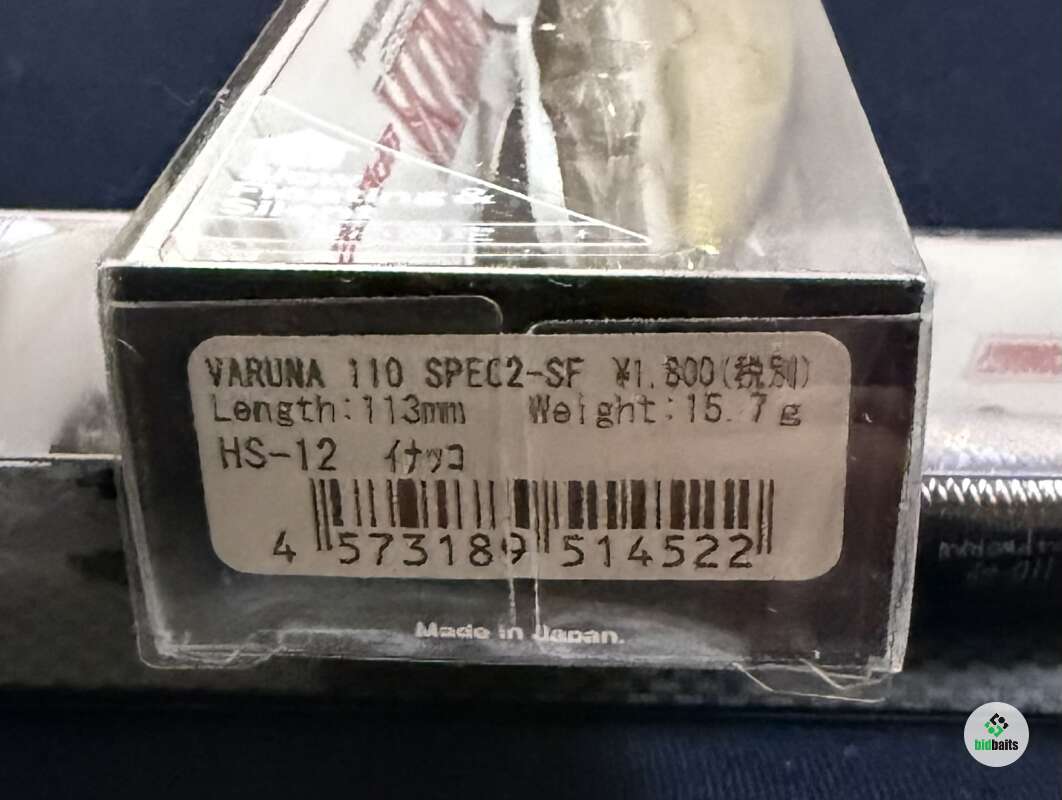 VARUNA 110 SPEC2-SF ¥1,800(税別)
Length:113mm Weight:15.7g
HS-12 イナッコ
4 573189 514522
Made in Japan.
bidbaits